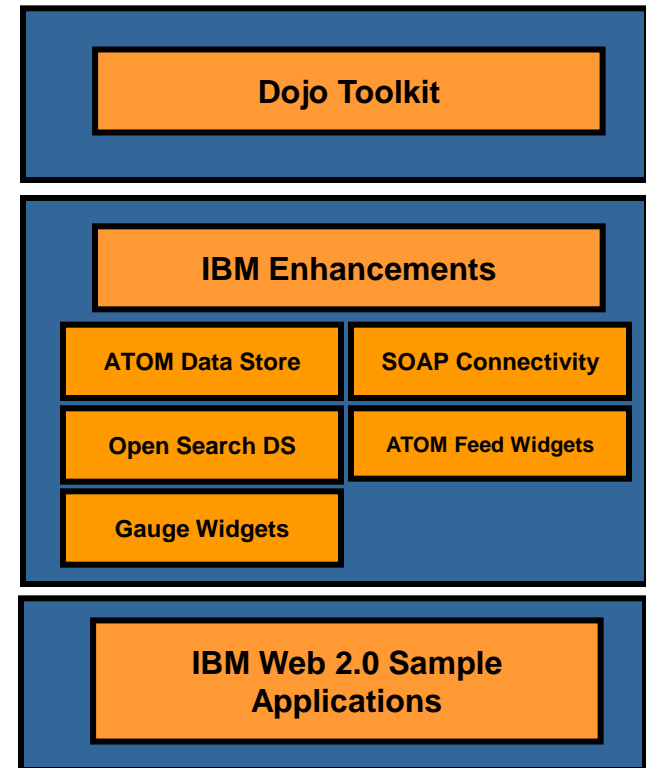 Dojo Toolkit
IBM Enhancements
ATOM Data Store
SOAP Connectivity
Open Search DS
ATOM Feed Widgets
Gauge Widgets
IBM Web 2.0 Sample
Applications